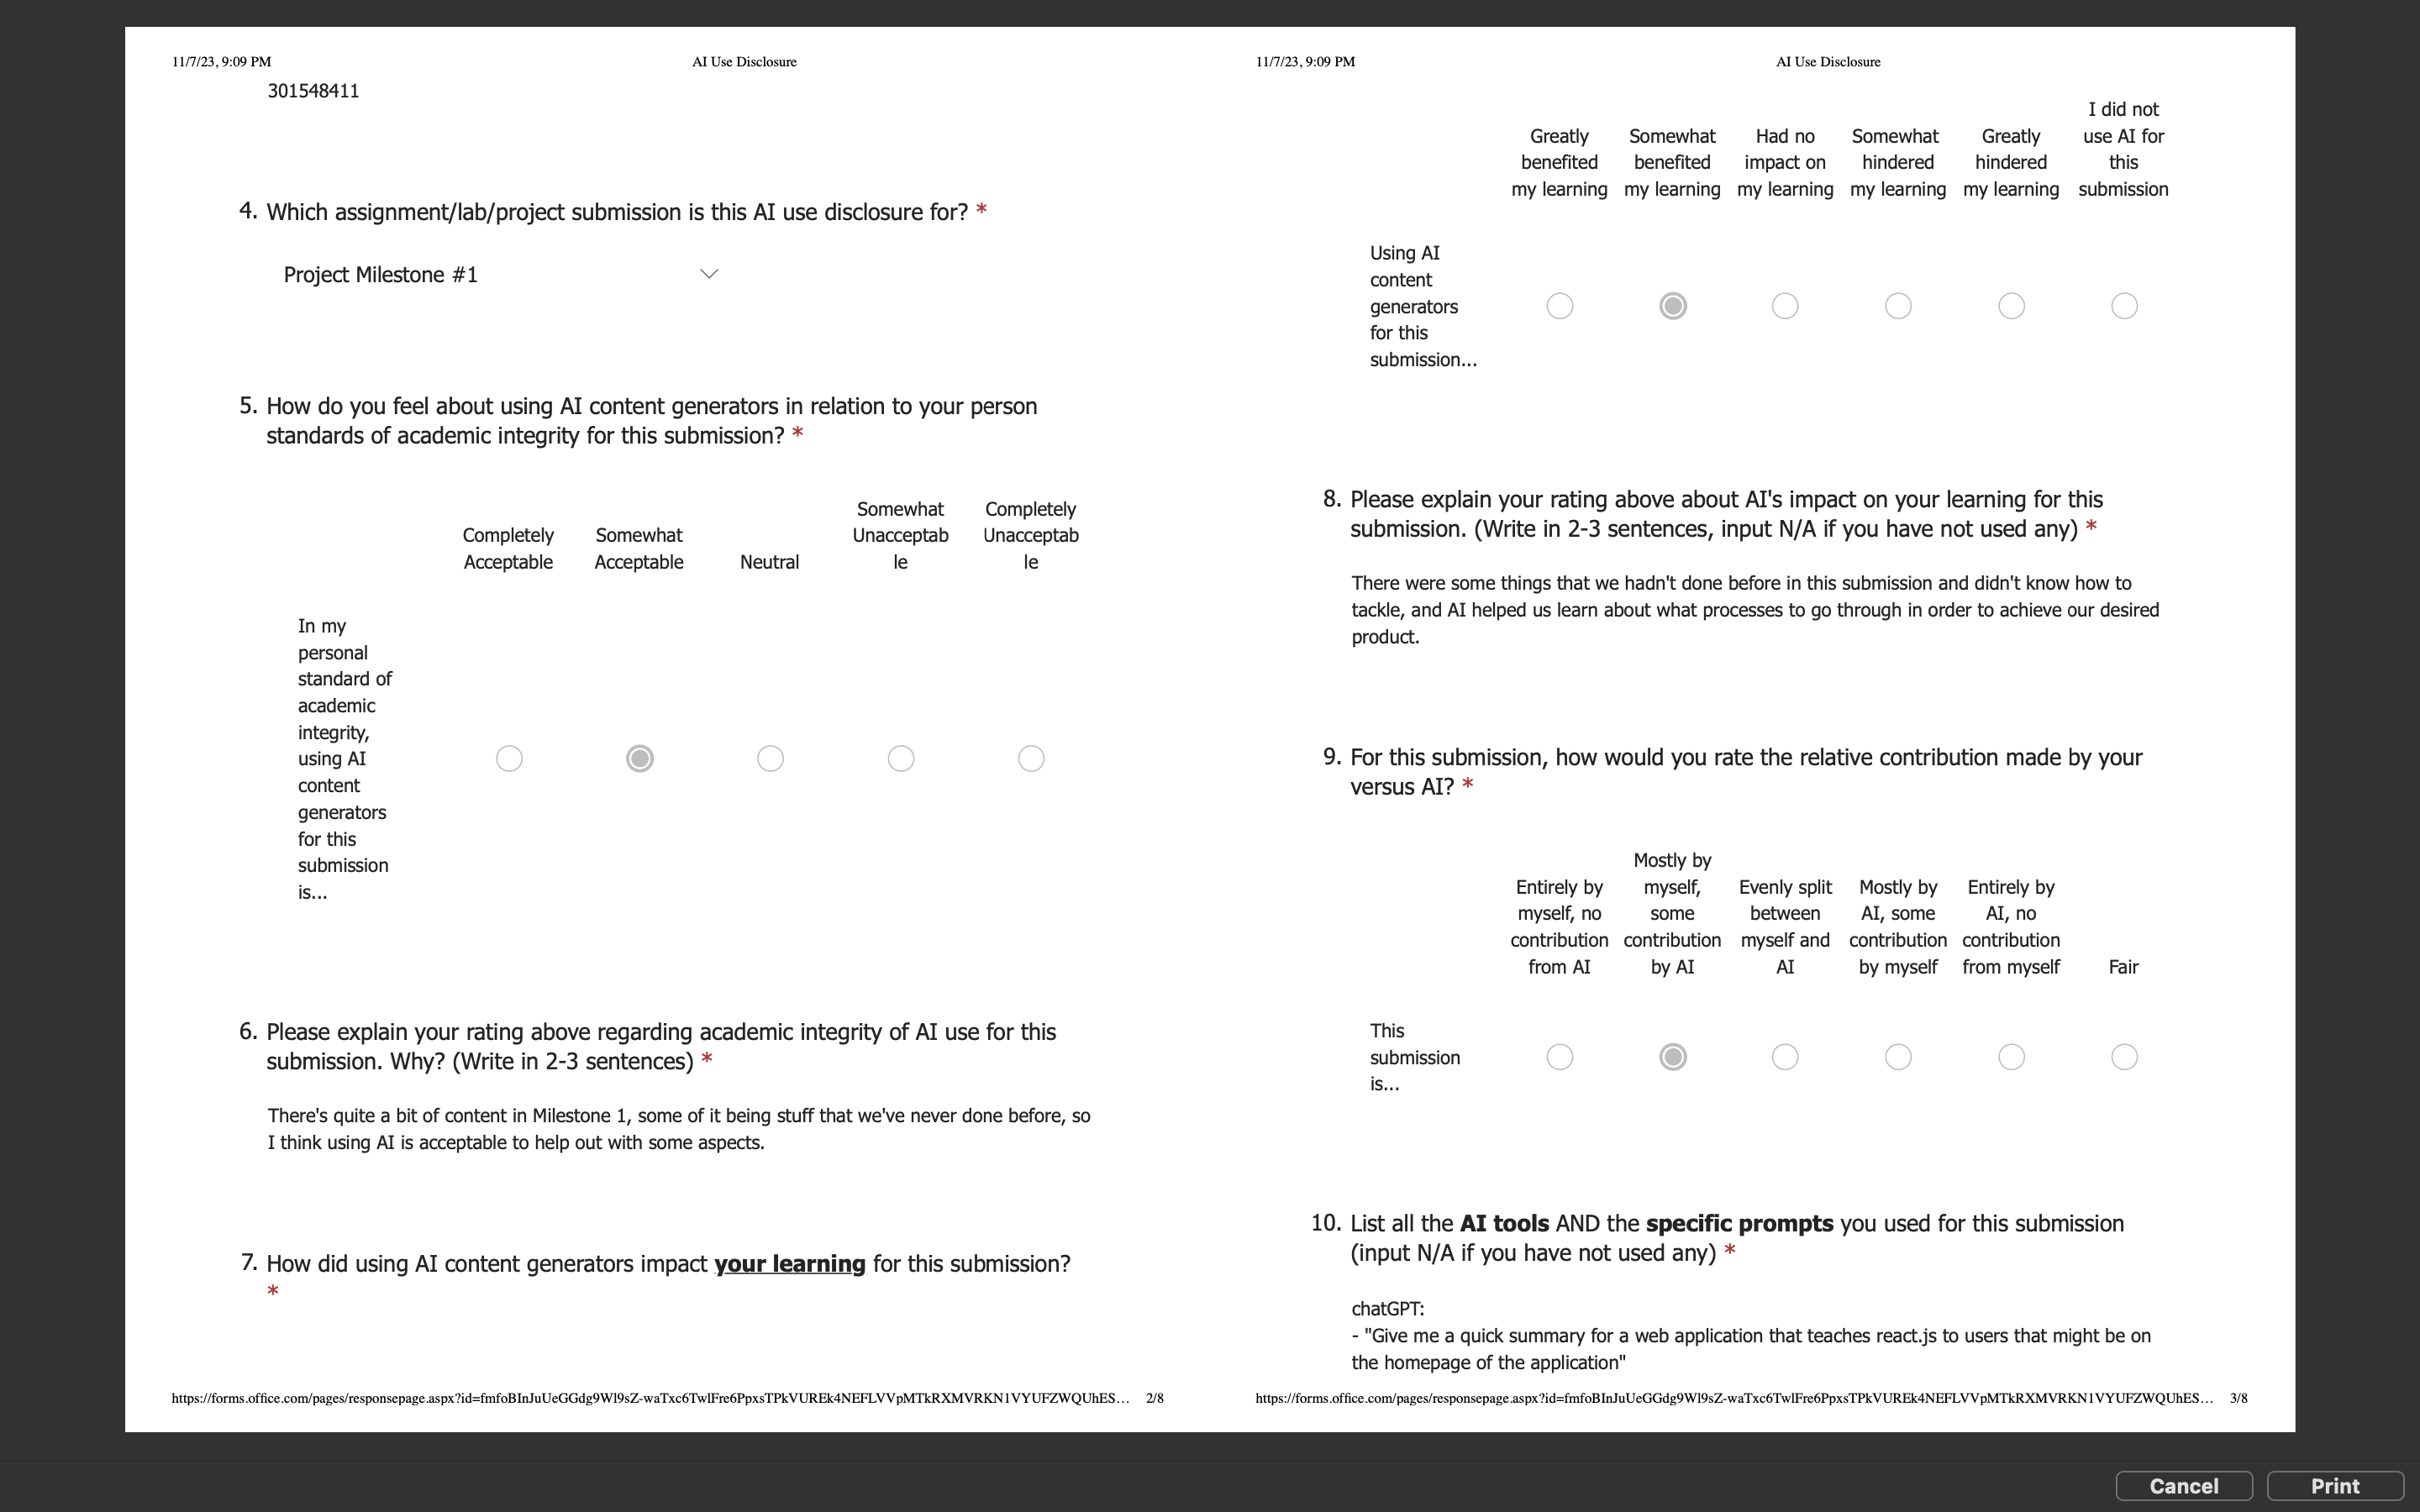 11/7/23, 9:09 PM
AI Use Disclosure
301548411
4. Which assignment/lab/project submission is this AI use disclosure for? *
Project Milestone #1
5. How do you feel about using AI content generators in relation to your person
standards of academic integrity for this submission? *
Completely
Acceptable
Somewhat
Acceptable
Neutral
Somewhat
Unacceptab
le
Completely
Unacceptab
le
In my
personal
standard of
academic
integrity,
using AI
content
generators
for this
submission
is...
6. Please explain your rating above regarding academic integrity of AI use for this
submission. Why? (Write in 2-3 sentences) *
There's quite a bit of content in Milestone 1, some of it being stuff that we've never done before, so
I think using AI is acceptable to help out with some aspects.
7. How did using AI content generators impact your learning for this submission?
*
https://forms.office.com/pages/responsepage.aspx?id=fmfoBInJuUeGGdg9Wl9sZ-waTxc6TwlFre6PpxsTPkVUREk4NEFLVVpMTkRXMVRKN1VYUFZWQUhES… 2/8
11/7/23, 9:09 PM
AI Use Disclosure
Greatly
benefited
my learning
Somewhat
benefited
my learning
Had no
impact on
my learning
Somewhat
hindered
my learning
Greatly
hindered
my learning
I did not
use AI for
this
submission
Using AI
content
generators
for this
submission...
8. Please explain your rating above about AI's impact on your learning for this
submission. (Write in 2-3 sentences, input N/A if you have not used any) *
There were some things that we hadn't done before in this submission and didn't know how to
tackle, and AI helped us learn about what processes to go through in order to achieve our desired
product.
9. For this submission, how would you rate the relative contribution made by your
versus AI? *
Entirely by
myself, no
contribution
from AI
Mostly by
myself,
some
contribution
by AI
Evenly split
between
myself and
AI
Mostly by
AI, some
contribution
by myself
Entirely by
AI, no
contribution
from myself
Fair
This
submission
is...
10. List all the AI tools AND the specific prompts you used for this submission
(input N/A if you have not used any) *
chatGPT:
- "Give me a quick summary for a web application that teaches react.js to users that might be on
the homepage of the application"
https://forms.office.com/pages/responsepage.aspx?id=fmfoBInJuUeGGdg9Wl9sZ-waTxc6TwlFre6PpxsTPkVUREk4NEFLVVpMTkRXMVRKN1VYUFZWQUhES… 3/8
Cancel
Print